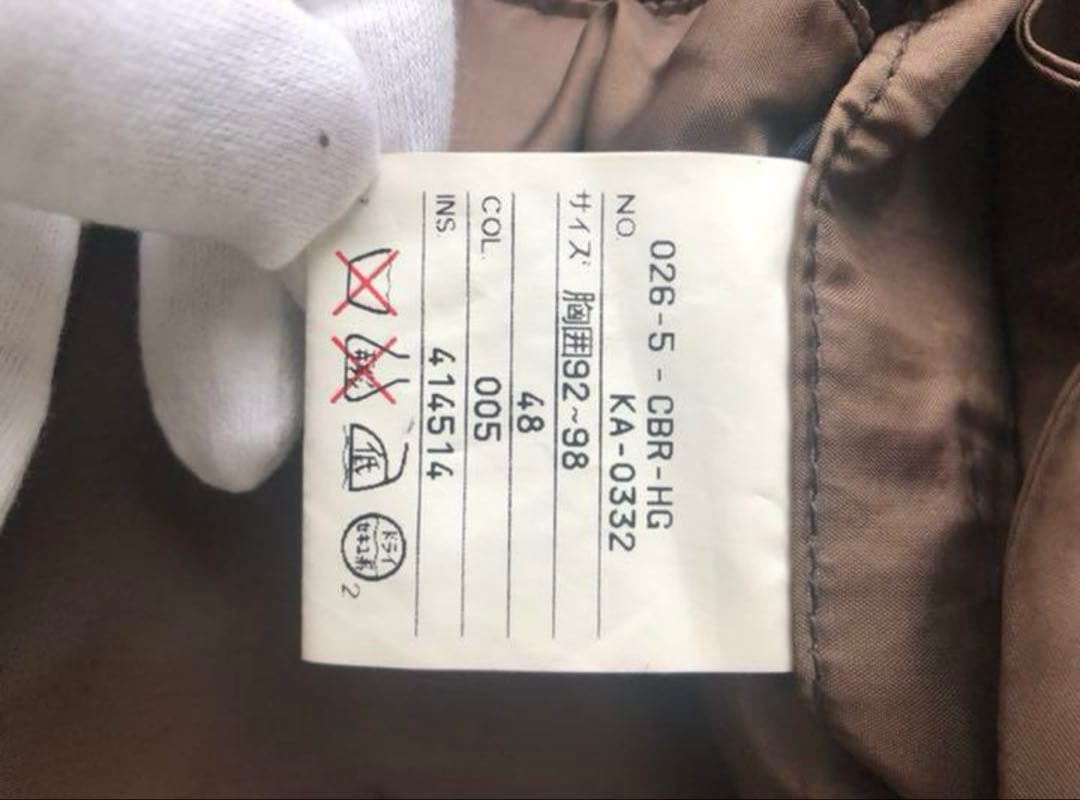 026-5-CBR-HG
NO. KA-0332
サイズ 胸囲92~98
48
COL. 005
INS. 414514
低
ドライ
セキユ系
2